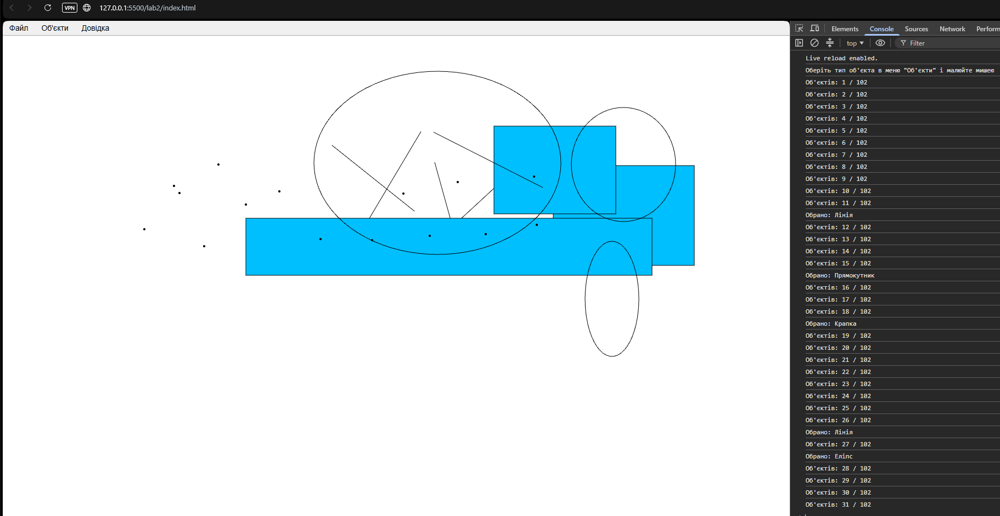 VPN 127.0.0.1:5500/lab2/index.html
Файл Об'єкти Довідка
Elements Console Sources Network Perform
top Filter
Live reload enabled.
Оберіть тип об'єкта в меню "Об'єкти" і малюйте мишею
Об'єктів: 1 / 102
Об'єктів: 2 / 102
Об'єктів: 3 / 102
Об'єктів: 4 / 102
Об'єктів: 5 / 102
Об'єктів: 6 / 102
Об'єктів: 7 / 102
Об'єктів: 8 / 102
Об'єктів: 9 / 102
Об'єктів: 10 / 102
Об'єктів: 11 / 102
Обрано: Лінія
Об'єктів: 12 / 102
Об'єктів: 13 / 102
Об'єктів: 14 / 102
Об'єктів: 15 / 102
Обрано: Прямокутник
Об'єктів: 16 / 102
Об'єктів: 17 / 102
Об'єктів: 18 / 102
Обрано: Крапка
Об'єктів: 19 / 102
Об'єктів: 20 / 102
Об'єктів: 21 / 102
Об'єктів: 22 / 102
Об'єктів: 23 / 102
Об'єктів: 24 / 102
Об'єктів: 25 / 102
Об'єктів: 26 / 102
Обрано: Лінія
Об'єктів: 27 / 102
Обрано: Еліпс
Об'єктів: 28 / 102
Об'єктів: 29 / 102
Об'єктів: 30 / 102
Об'єктів: 31 / 102